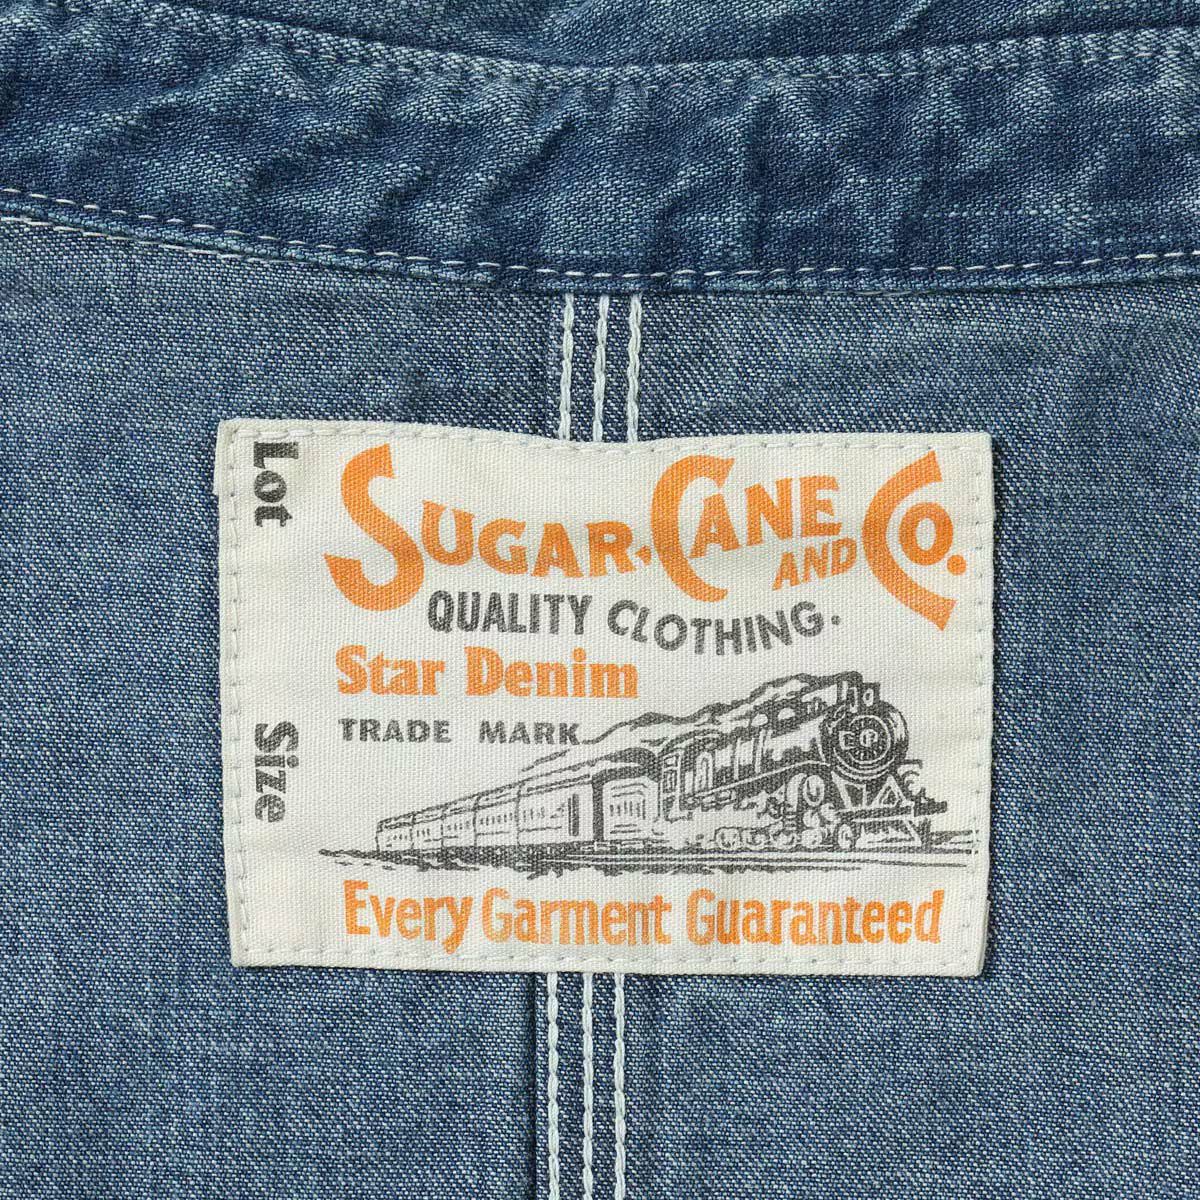 Lot
Size
SUGAR-CANE AND CO.
QUALITY CLOTHING.
Star Denim
TRADE MARK
Every Garment Guaranteed